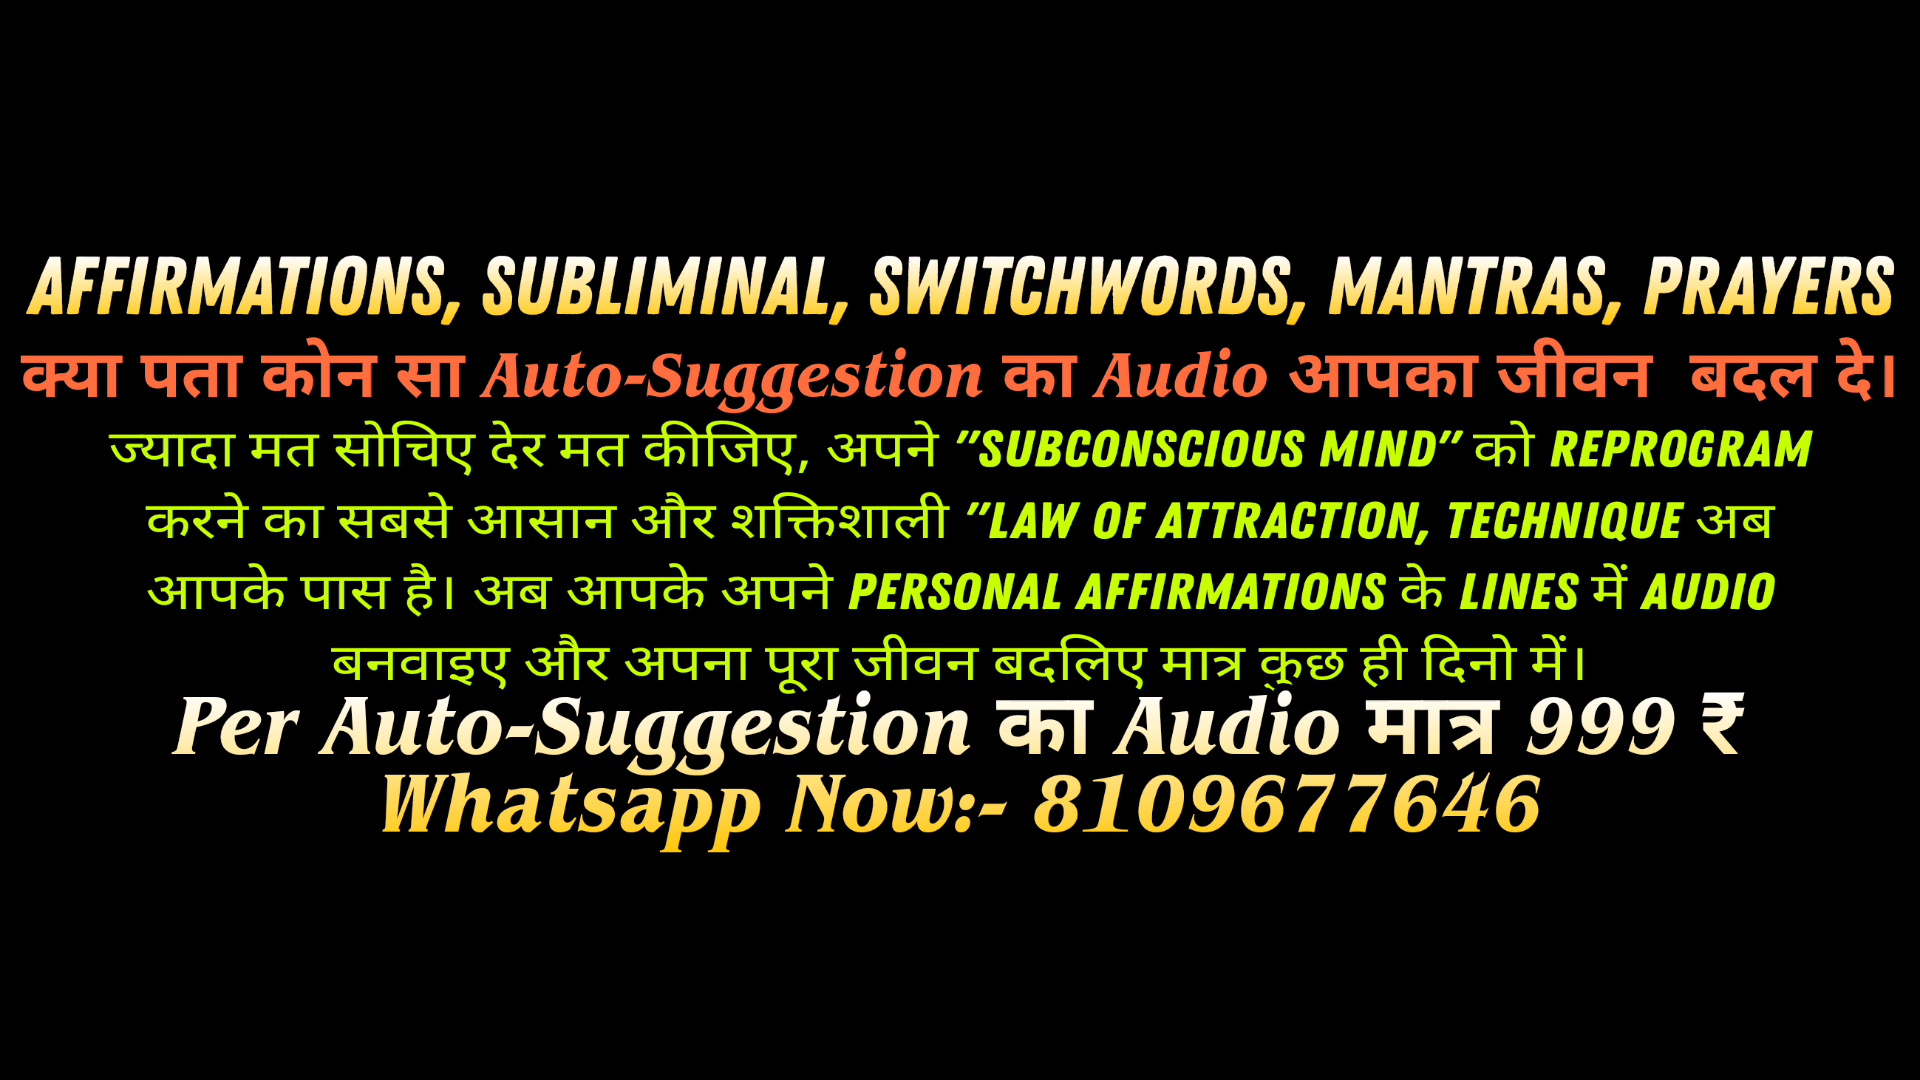 AFFIRMATIONS, SUBLIMINAL, SWITCHWORDS, MANTRAS, PRAYERS
क्या पता कोन सा Auto-Suggestion का Audio आपका जीवन  बदल दे।
ज्यादा मत सोचिए देर मत कीजिए, अपने "SUBCONSCIOUS MIND" को REPROGRAM
करने का सबसे आसान और शक्तिशाली "LAW OF ATTRACTION, TECHNIQUE अब
आपके पास है। अब आपके अपने PERSONAL AFFIRMATIONS के LINES में AUDIO
बनवाइए और अपना पूरा जीवन बदलिए मात्र कुछ ही दिनो में।
Per Auto-Suggestion का Audio मात्र 999 ₹
Whatsapp Now:- 8109677646